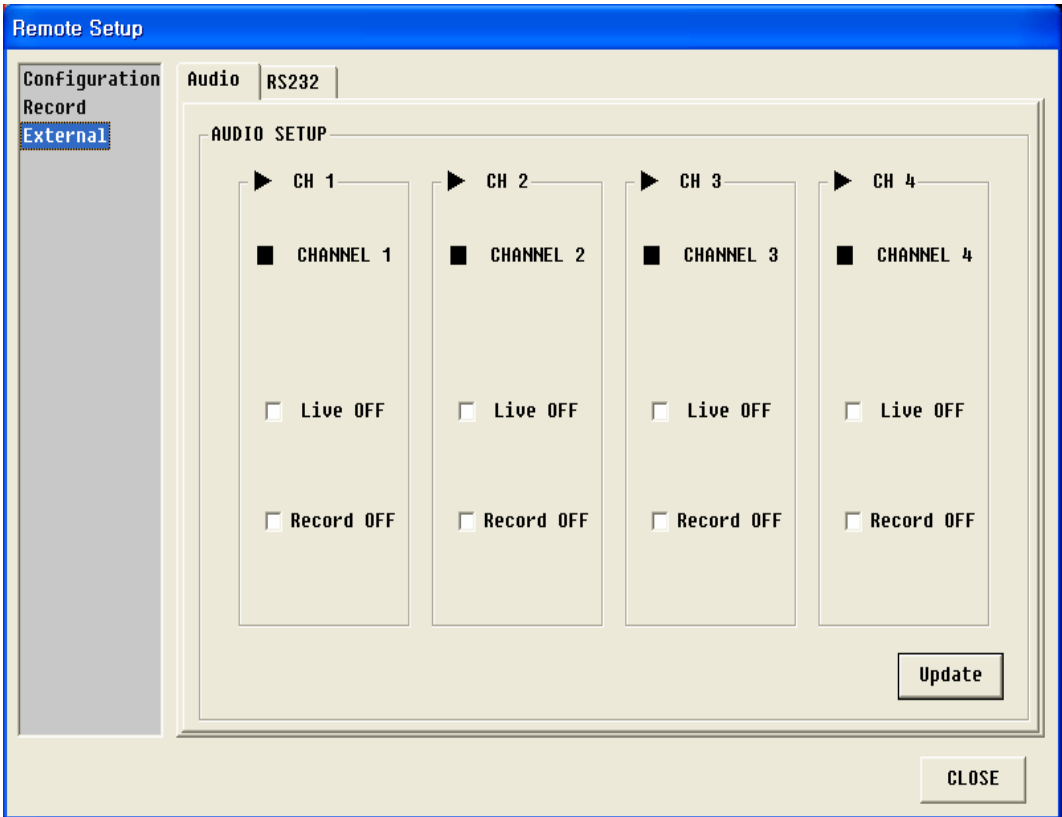 Remote Setup
Configuration
Record
External
Audio RS232
AUDIO SETUP
CH 1 CH 2 CH 3 CH 4
CHANNEL 1 CHANNEL 2 CHANNEL 3 CHANNEL 4
Live OFF Live OFF Live OFF Live OFF
Record OFF Record OFF Record OFF Record OFF
Update
CLOSE